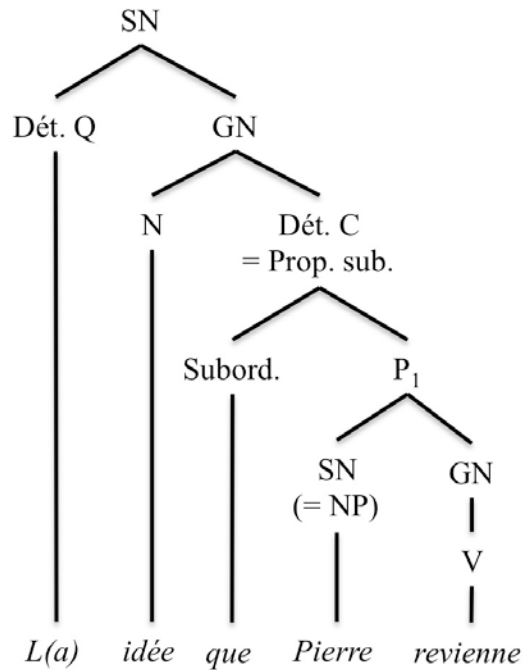 SN
Dét. Q GN
N Dét. C
= Prop. sub.
Subord. P₁
SN GN
(= NP)
V
L(a) idée que Pierre revienne